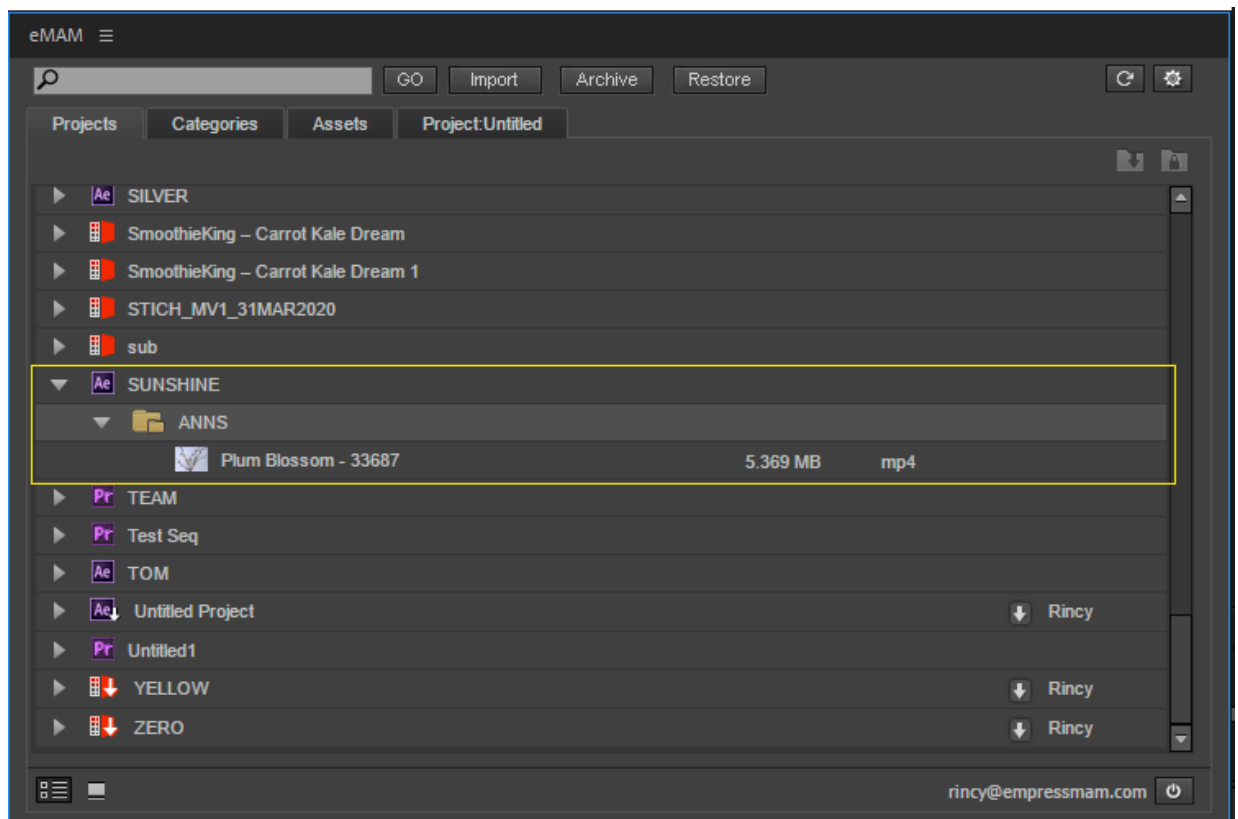 eMAM
GO Import Archive Restore
Projects Categories Assets Project:Untitled
Ae SILVER
SmoothieKing – Carrot Kale Dream
SmoothieKing – Carrot Kale Dream 1
STICH_MV1_31MAR2020
sub
Ae SUNSHINE
ANNS
Plum Blossom - 33687 5.369 MB mp4
Pr TEAM
Pr Test Seq
Ae TOM
Ae Untitled Project Rincy
Pr Untitled1
YELLOW Rincy
ZERO Rincy
rincy@empressmam.com